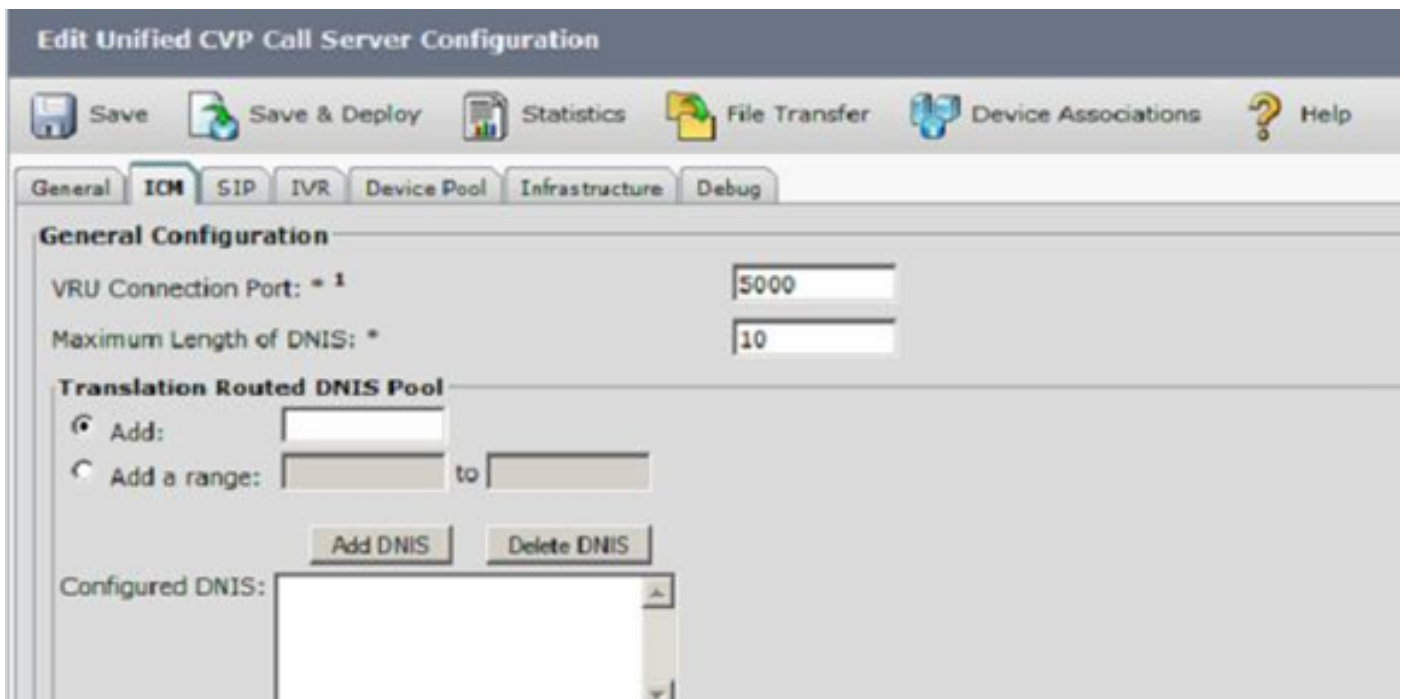 Edit Unified CVP Call Server Configuration
Save Save & Deploy Statistics File Transfer Device Associations Help
General ICM SIP IVR Device Pool Infrastructure Debug
General Configuration
VRU Connection Port: * 1 5000
Maximum Length of DNIS: * 10
Translation Routed DNIS Pool
Add:
Add a range: to
Add DNIS Delete DNIS
Configured DNIS: